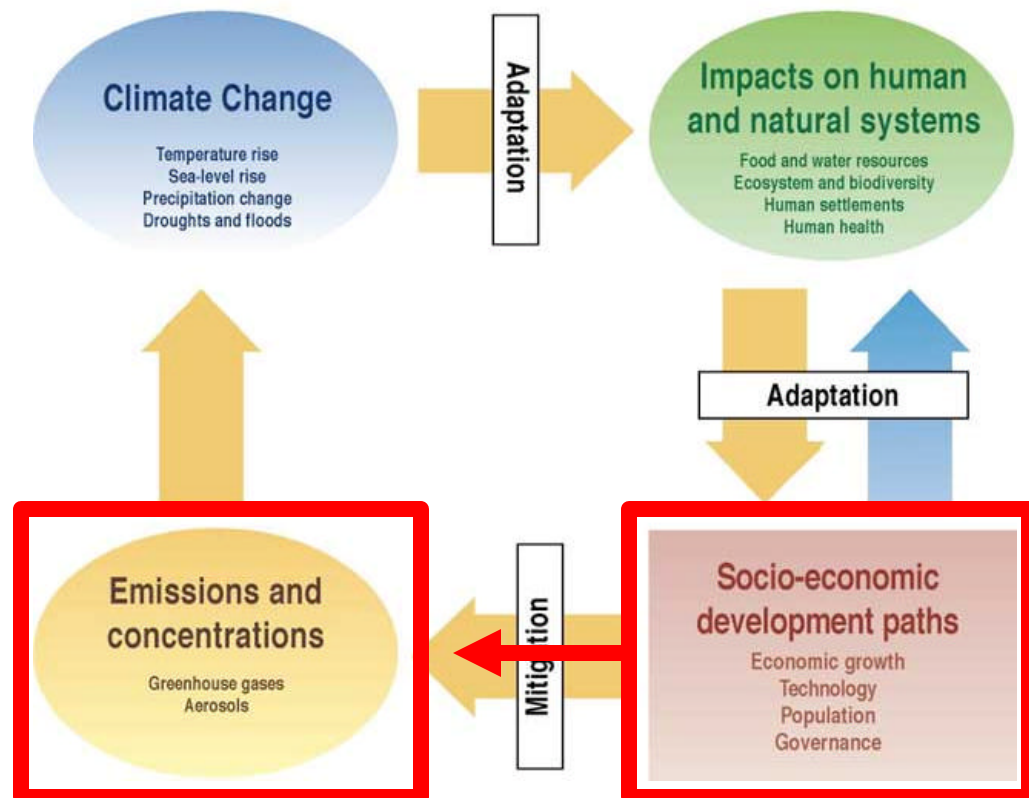 Climate Change
Temperature rise
Sea-level rise
Precipitation change
Droughts and floods
Adaptation
Impacts on human
and natural systems
Food and water resources
Ecosystem and biodiversity
Human settlements
Human health
Adaptation
Emissions and
concentrations
Greenhouse gases
Aerosols
Mitigation
Socio-economic
development paths
Economic growth
Technology
Population
Governance